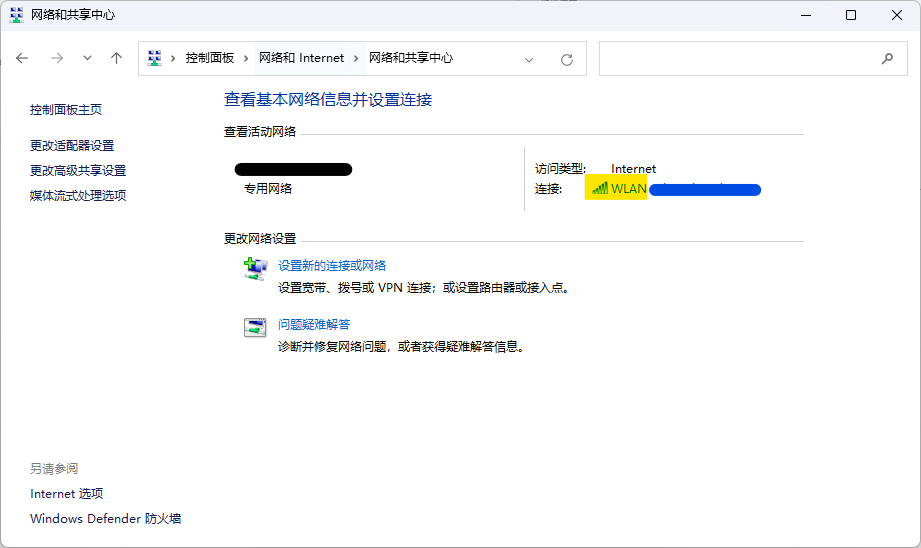 网络和共享中心
控制面板 网络和 Internet 网络和共享中心
控制面板主页
更改适配器设置
更改高级共享设置
媒体流式处理选项
查看基本网络信息并设置连接
查看活动网络
专用网络
访问类型: Internet
连接: WLAN
更改网络设置
设置新的连接或网络
设置宽带、拨号或 VPN 连接；或设置路由器或接入点。
问题疑难解答
诊断并修复网络问题，或者获得疑难解答信息。
另请参阅
Internet 选项
Windows Defender 防火墙